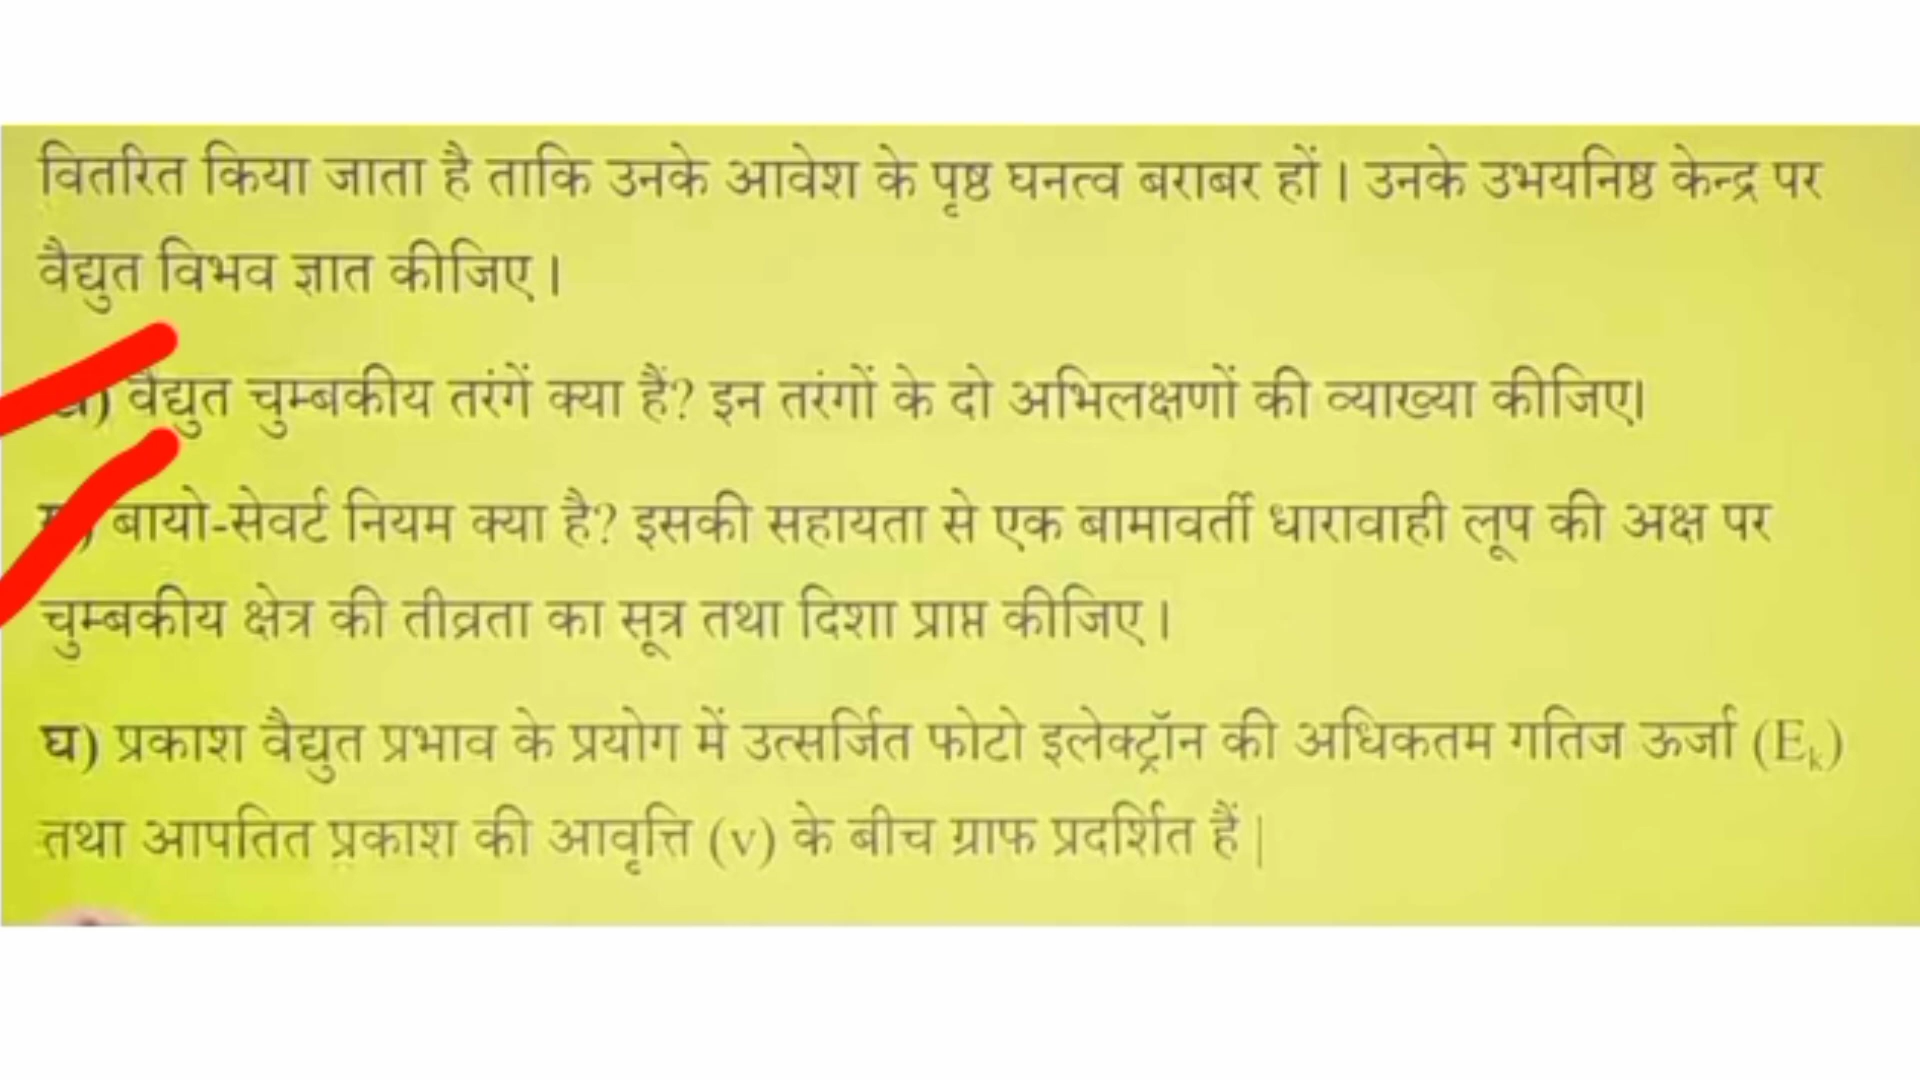 वितरित किया जाता है ताकि उनके आवेश के पृष्ठ घनत्व बराबर हों। उनके उभयनिष्ठ केन्द्र पर
वैद्युत विभव ज्ञात कीजिए।
वैद्युत चुम्बकीय तरंगें क्या हैं? इन तरंगों के दो अभिलक्षणों की व्याख्या कीजिए।
बायो-सेवर्ट नियम क्या है? इसकी सहायता से एक बामावर्ती धारावाही लूप की अक्ष पर
चुम्बकीय क्षेत्र की तीव्रता का सूत्र तथा दिशा प्राप्त कीजिए।
घ) प्रकाश वैद्युत प्रभाव के प्रयोग में उत्सर्जित फोटो इलेक्ट्रॉन की अधिकतम गतिज ऊर्जा (Eₖ)
तथा आपतित प्रकाश की आवृत्ति (v) के बीच ग्राफ प्रदर्शित हैं|